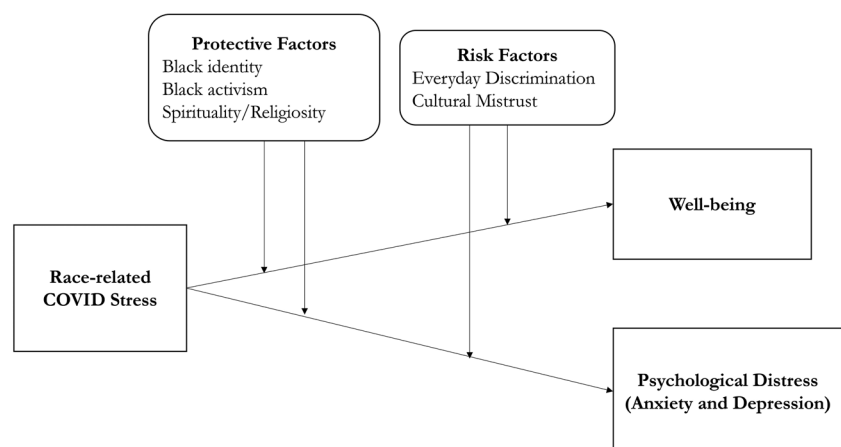 Protective Factors
Black identity
Black activism
Spirituality/Religiosity
Risk Factors
Everyday Discrimination
Cultural Mistrust
Well-being
Race-related
COVID Stress
Psychological Distress
(Anxiety and Depression)